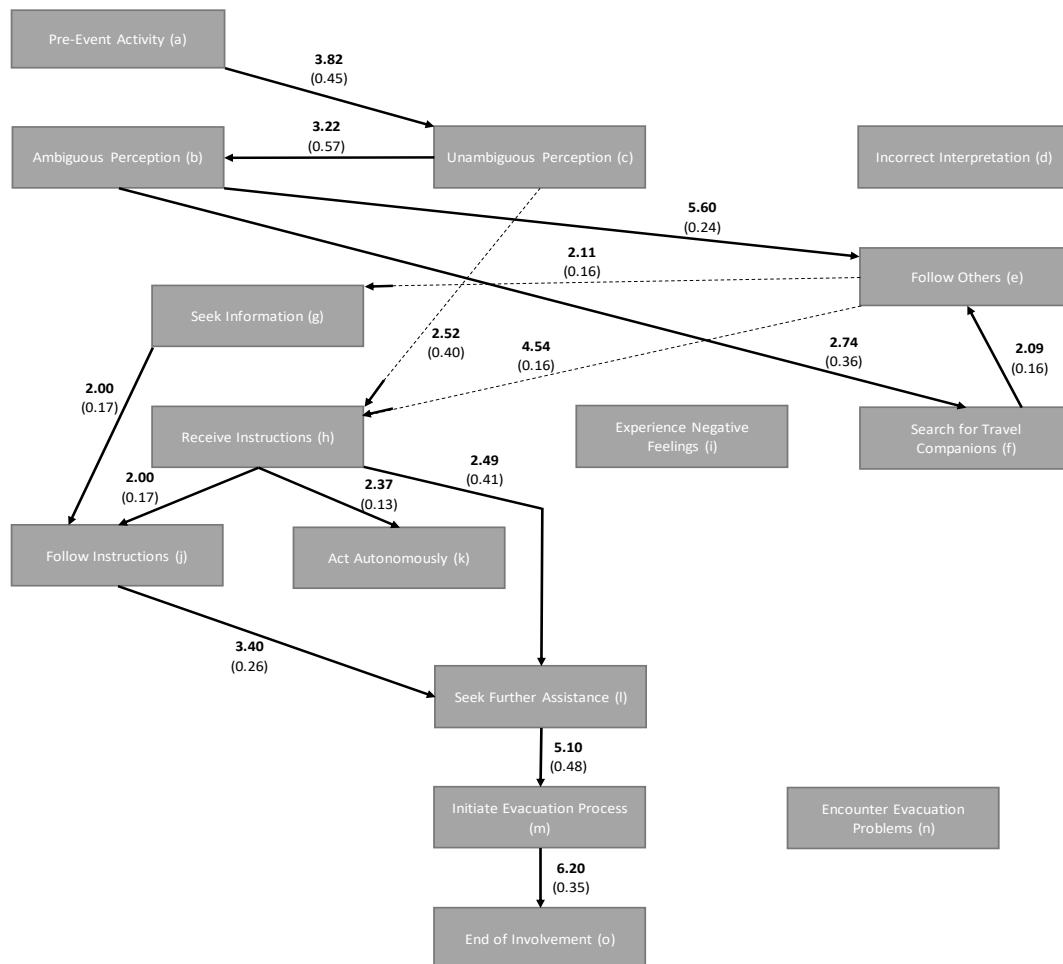 Pre-Event Activity (a)
3.82
(0.45)
3.22
(0.57)
Ambiguous Perception (b)
Unambiguous Perception (c)
Incorrect Interpretation (d)
5.60
(0.24)
2.11
(0.16)
Follow Others (e)
Seek Information (g)
2.52
(0.40)
4.54
(0.16)
2.74
(0.36)
2.09
(0.16)
2.00
(0.17)
Receive Instructions (h)
Experience Negative
Feelings (i)
Search for Travel
Companions (f)
2.49
(0.41)
2.00
(0.17)
2.37
(0.13)
Follow Instructions (j)
Act Autonomously (k)
3.40
(0.26)
Seek Further Assistance (l)
5.10
(0.48)
Initiate Evacuation Process
(m)
Encounter Evacuation
Problems (n)
6.20
(0.35)
End of Involvement (o)